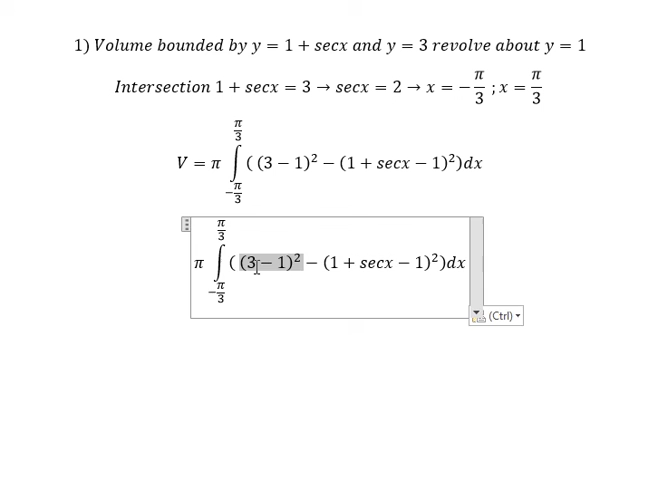 1) Volume bounded by y = 1 + secx and y = 3 revolve about y = 1
Intersection 1 + secx = 3 → secx = 2 → x = −π/3 ; x = π/3
V = π ∫_{−π/3}^{π/3} ( (3 − 1)² − (1 + secx − 1)²)dx
π ∫_{−π/3}^{π/3} ( (3 − 1)² − (1 + secx − 1)²)dx
(Ctrl)